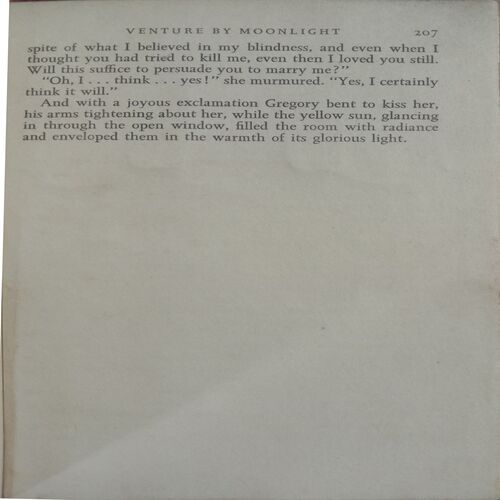 VENTURE BY MOONLIGHT 207
spite of what I believed in my blindness, and even when I
thought you had tried to kill me, even then I loved you still.
Will this suffice to persuade you to marry me?”
“Oh, I . . . think . . . yes!” she murmured. “Yes, I certainly
think it will.”
And with a joyous exclamation Gregory bent to kiss her,
his arms tightening about her, while the yellow sun, glancing
in through the open window, filled the room with radiance
and enveloped them in the warmth of its glorious light.